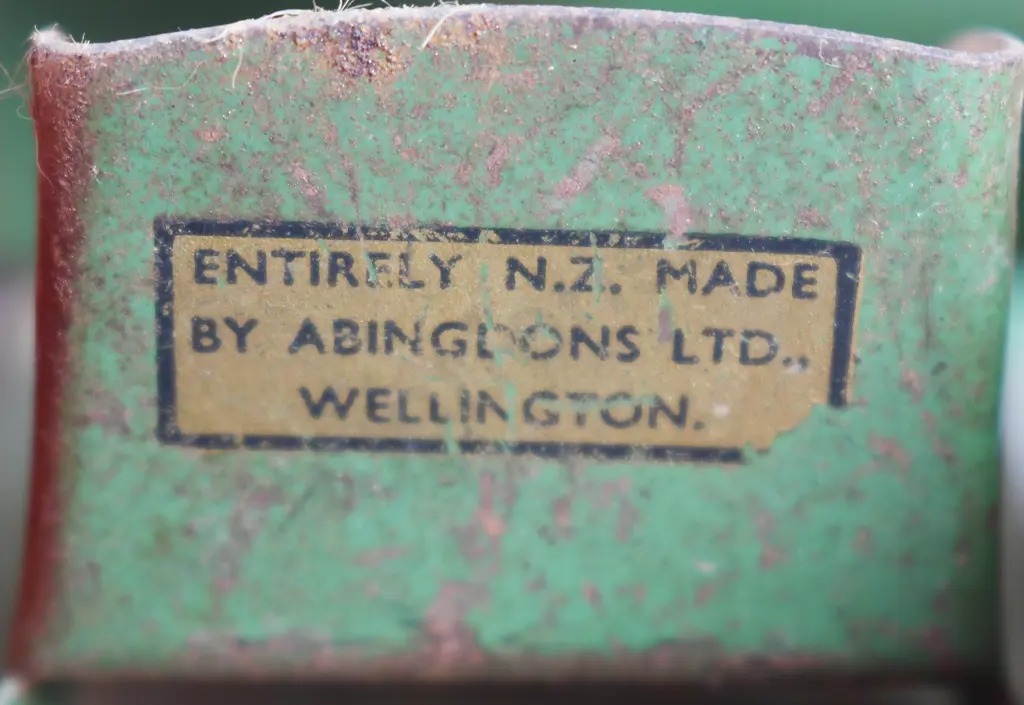 ENTIRELY N.Z. MADE
BY ABINGDONS LTD.,
WELLINGTON.